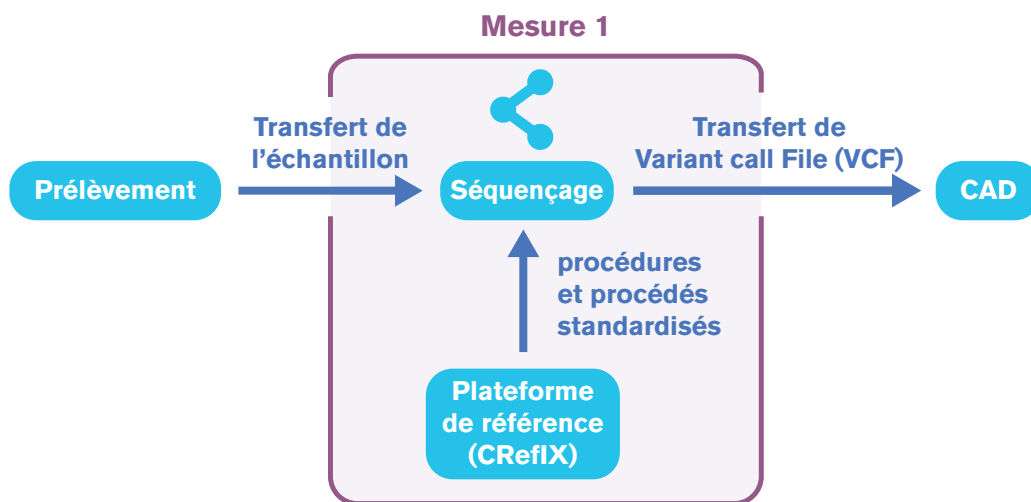 Mesure 1
Transfert de
l'échantillon
Transfert de
Variant call File (VCF)
Prélèvement
Séquençage
CAD
procédures
et procédés
standardisés
Plateforme
de référence
(CRefIX)